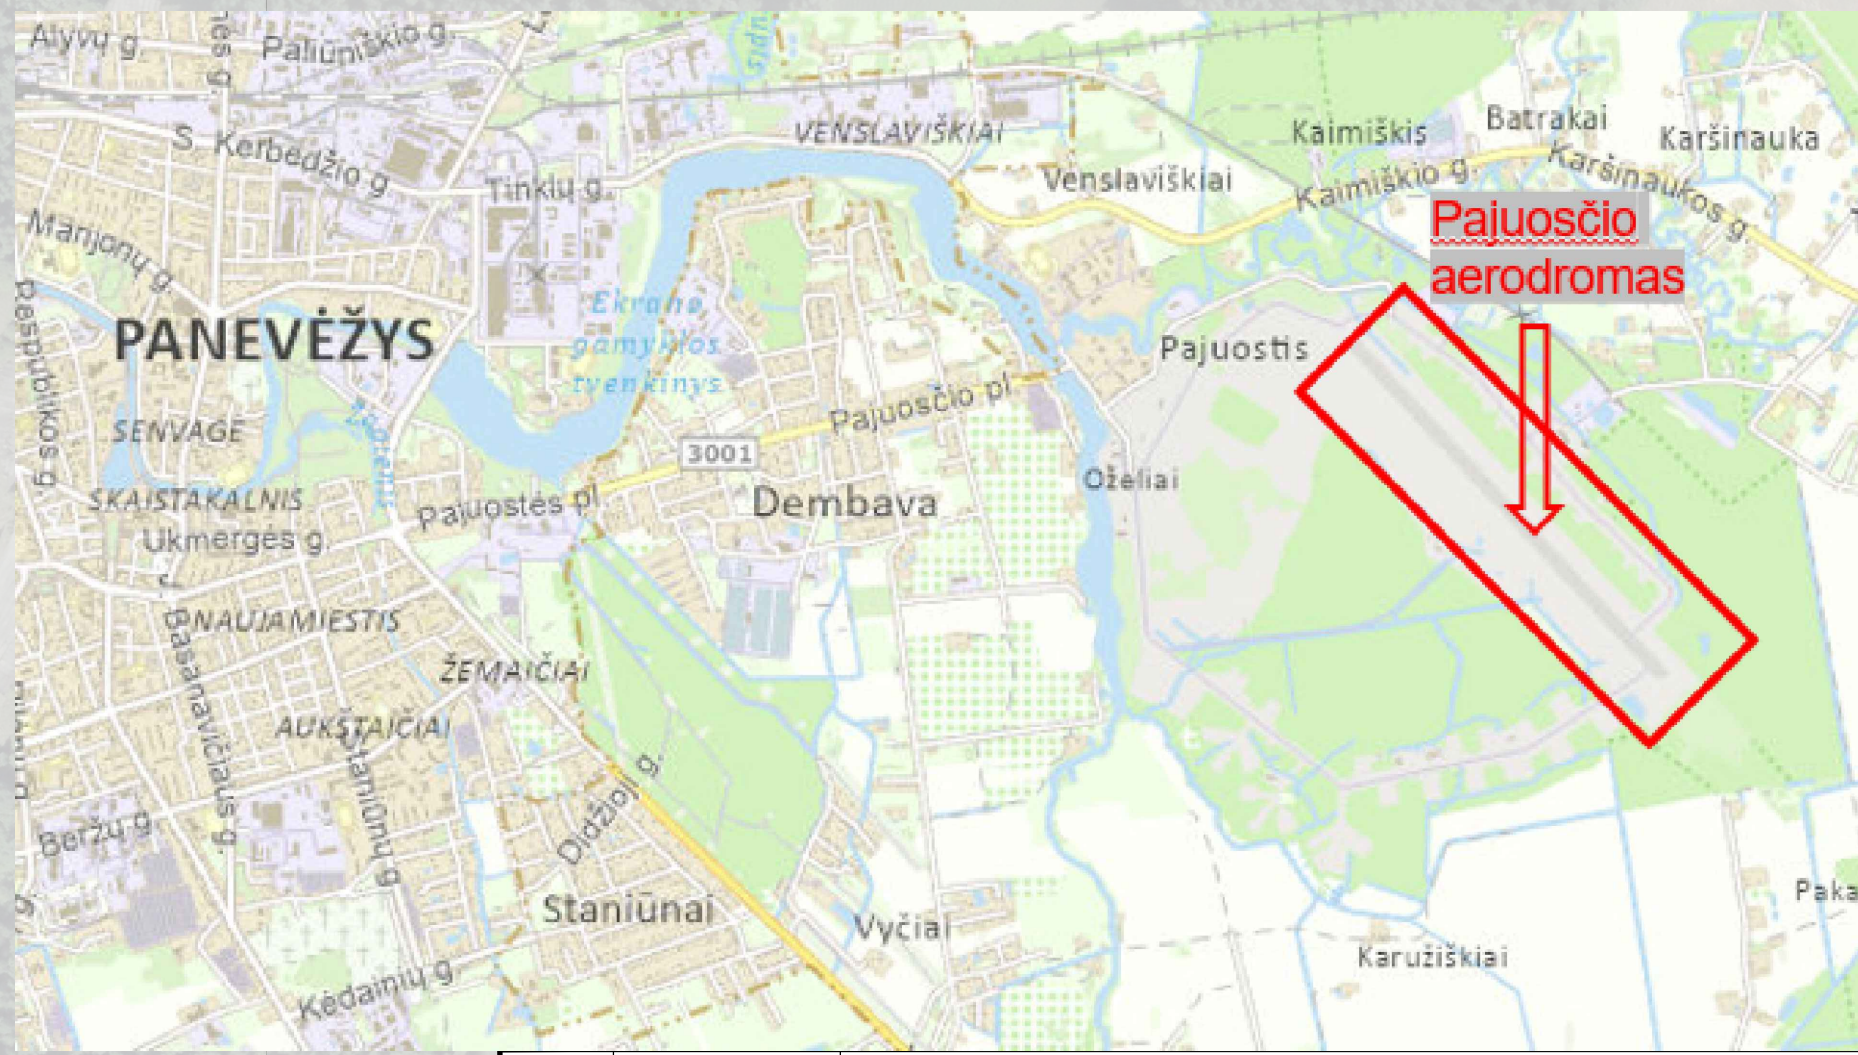 Alyvų g.
Paliūniškio g.
S. Kerbedžio g
Tinklų g.
VENSLAVIŠKIAI
Venslaviškiai
Kaimiškis
Batrakai
Karšinauka
Kaimiškio g.
Karšinaukos g.
Pajuosčio
aerodromas
Manjonų g.
PANEVĖŽYS
Ekrano
gamyklos
tvenkinys
Pajuostis
Pajuosčio pl
3001
SENVAGĖ
SKAISTAKALNIS
Ukmergės g.
Pajuostės pl
Dembava
Oželiai
NAUJAMIESTIS
ŽEMAIČIAI
AUKŠTAIČIAI
Basanavičiaus g.
Staniūnų g
Didžioji g.
Beržų g.
Staniūnai
Vyčiai
Kėdainių g
Karužiškiai